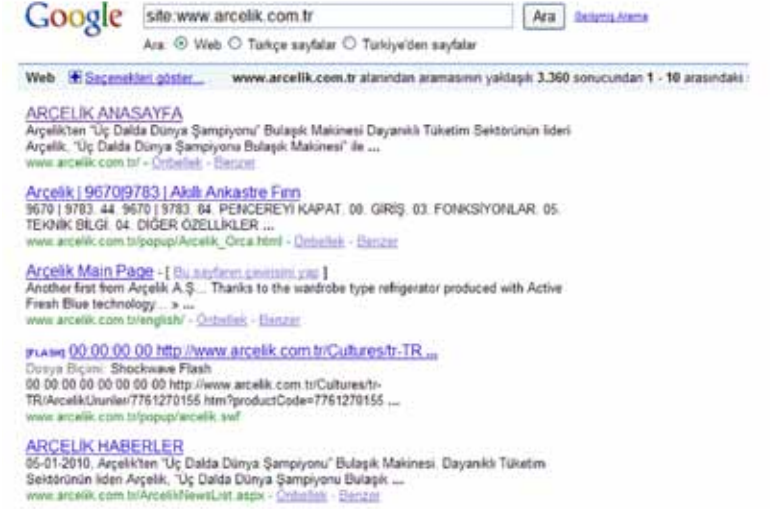 Google site:www.arcelik.com.tr Ara Gelişmiş Arama
Ara: Web Türkçe sayfalar Türkiye'den sayfalar
Web Seçenekleri göster... www.arcelik.com.tr alanından aramasının yaklaşık 3.360 sonucundan 1 - 10 arasındaki
ARÇELİK ANASAYFA
Arçelik'ten "Üç Dalda Dünya Şampiyonu" Bulaşık Makinesi Dayanıklı Tüketim Sektörünün lideri
Arçelik, "Üç Dalda Dünya Şampiyonu Bulaşık Makinesi" ile ...
www.arcelik.com.tr/ - Önbellek - Benzer
Arçelik | 9670|9783 | Akıllı Ankastre Fırın
9670 | 9783. 44. 9670 | 9783. 64. PENCEREYİ KAPAT. 00. GİRİŞ. 03. FONKSİYONLAR. 05.
TEKNİK BİLGİ. 04. DİĞER ÖZELLİKLER ...
www.arcelik.com.tr/popup/Arcelik_Orca.html - Önbellek - Benzer
Arçelik Main Page - [ Bu sayfanın çevirisini yap ]
Another first from Arçelik A.Ş... Thanks to the wardrobe type refrigerator produced with Active
Fresh Blue technology... » ...
www.arcelik.com.tr/english/ - Önbellek - Benzer
[FLASH] 00 00 00 00 http://www.arcelik.com.tr/Cultures/tr-TR ...
Dosya Biçimi: Shockwave Flash
00 00 00 00 00 00 00 00 http://www.arcelik.com.tr/Cultures/tr-
TR/ArcelikUrunler/7761270155.htm?productCode=7761270155 ...
www.arcelik.com.tr/popup/arcelik.swf
ARÇELİK HABERLER
05-01-2010, Arçelik'ten "Üç Dalda Dünya Şampiyonu" Bulaşık Makinesi. Dayanıklı Tüketim
Sektörünün lideri Arçelik, "Üç Dalda Dünya Şampiyonu Bulaşık ...
www.arcelik.com.tr/ArcelikNewsList.aspx - Önbellek - Benzer